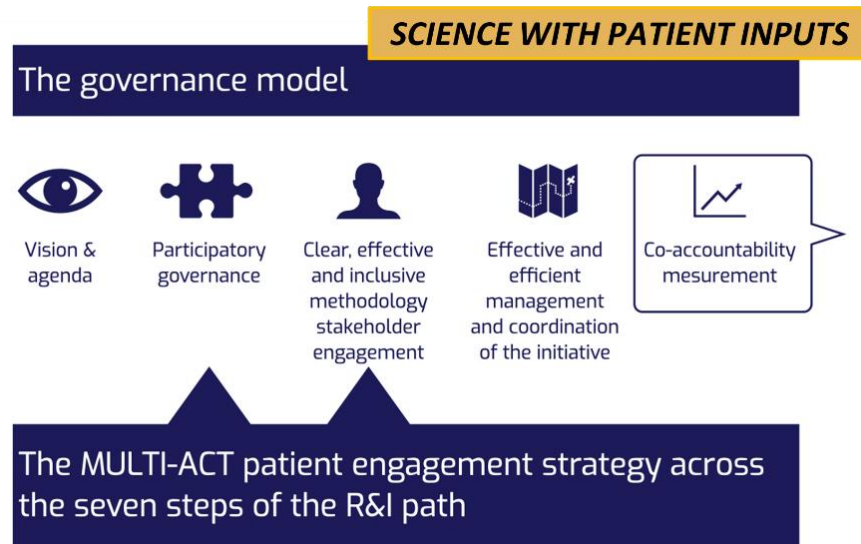 SCIENCE WITH PATIENT INPUTS
The governance model
Vision &
agenda
Participatory
governance
Clear, effective
and inclusive
methodology
stakeholder
engagement
Effective and
efficient
management
and coordination
of the initiative
Co-accountability
mesurement
The MULTI-ACT patient engagement strategy across
the seven steps of the R&I path